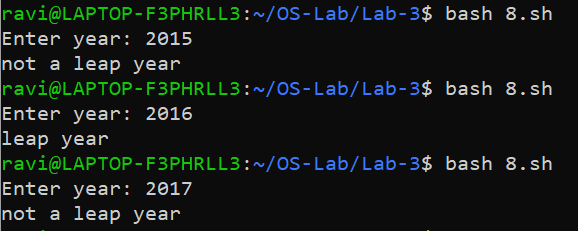 ravi@LAPTOP-F3PHRLL3:~/OS-Lab/Lab-3$ bash 8.sh
Enter year: 2015
not a leap year
ravi@LAPTOP-F3PHRLL3:~/OS-Lab/Lab-3$ bash 8.sh
Enter year: 2016
leap year
ravi@LAPTOP-F3PHRLL3:~/OS-Lab/Lab-3$ bash 8.sh
Enter year: 2017
not a leap year